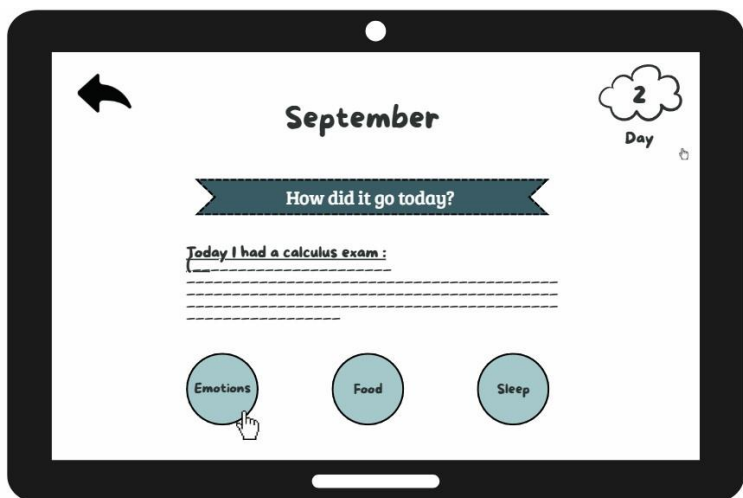 2
September
Day
How did it go today?
Today I had a calculus exam :
(
Emotions
Food
Sleep